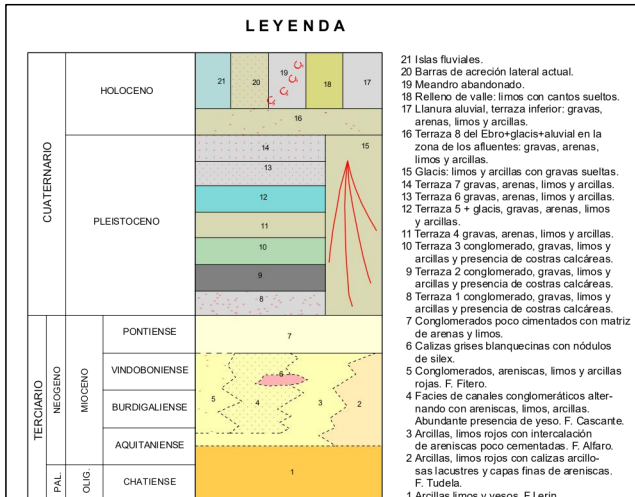 LEYENDA
CUATERNARIO
HOLOCENO
21
20
19
18
17
16
PLEISTOCENO
14
15
13
12
11
10
9
8
TERCIARIO
NEOGENO
MIOCENO
PONTIENSE
7
VINDOBONIENSE
BURDIGALIENSE
AQUITANIENSE
5
4
6
3
2
PAL.
OLIG.
CHATIENSE
1
21 Islas fluviales.
20 Barras de acreción lateral actual.
19 Meandro abandonado.
18 Relleno de valle: limos con cantos sueltos.
17 Llanura aluvial, terraza inferior: gravas,
arenas, limos y arcillas.
16 Terraza 8 del Ebro+glacis+aluvial en la
zona de los afluentes: gravas, arenas,
limos y arcillas.
15 Glacis: limos y arcillas con gravas sueltas.
14 Terraza 7 gravas, arenas, limos y arcillas.
13 Terraza 6 gravas, arenas, limos y arcillas.
12 Terraza 5 + glacis, gravas, arenas, limos
y arcillas.
11 Terraza 4 gravas, arenas, limos y arcillas.
10 Terraza 3 conglomerado, gravas, limos y
arcillas y presencia de costras calcáreas.
9 Terraza 2 conglomerado, gravas, limos y
arcillas y presencia de costras calcáreas.
8 Terraza 1 conglomerado, gravas, limos y
arcillas y presencia de costras calcáreas.
7 Conglomerados poco cimentados con matriz
de arenas y limos.
6 Calizas grises blanquecinas con nódulos
de silex.
5 Conglomerados, areniscas, limos y arcillas
rojas. F. Fitero.
4 Facies de canales conglomeráticos alter-
nando con areniscas, limos, arcillas.
Abundante presencia de yeso. F. Cascante.
3 Arcillas, limos rojos con intercalación
de areniscas poco cementadas. F. Alfaro.
2 Arcillas, limos rojos con calizas arcillo-
sas lacustres y capas finas de areniscas.
F. Tudela.
1 Arcillas limos y yesos. F.Lerin